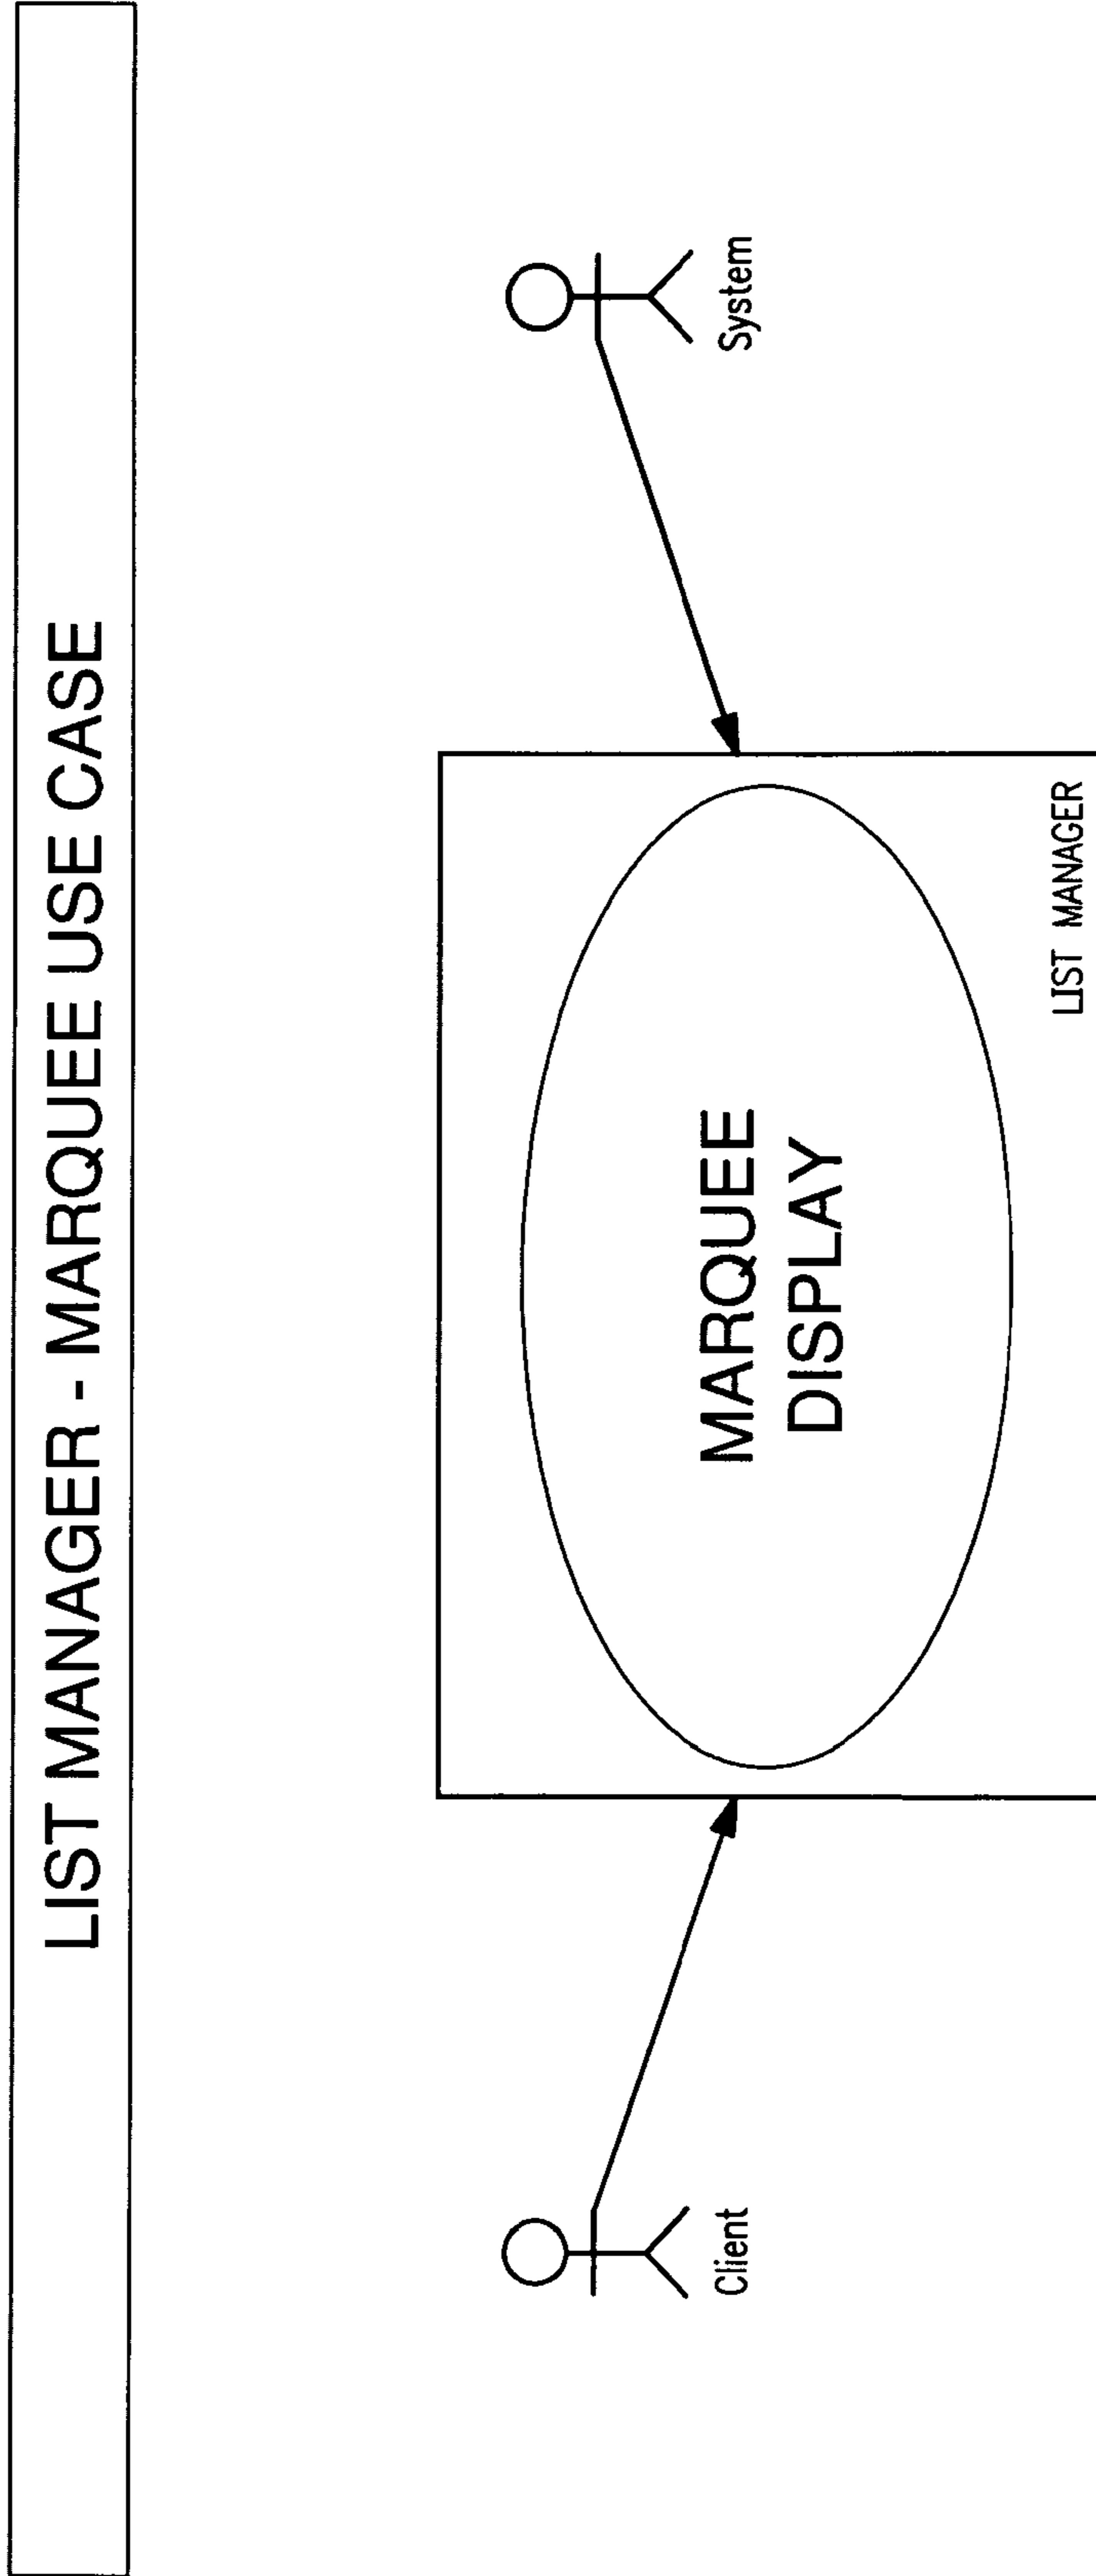 LIST MANAGER - MARQUEE USE CASE
Client
System
MARQUEE
DISPLAY
LIST MANAGER